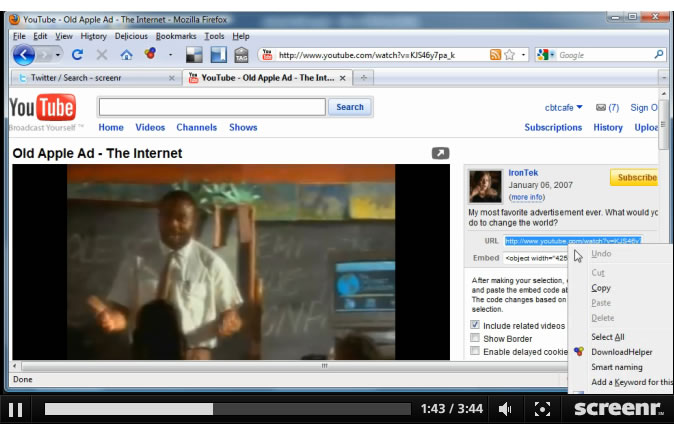 YouTube - Old Apple Ad - The Internet - Mozilla Firefox
File Edit View History Delicious Bookmarks Tools Help
TAG http://www.youtube.com/watch?v=KJS46y7pa_k Google
Twitter / Search - screenr YouTube - Old Apple Ad - The Int...
YouTube Search cbtcafe (7) Sign O
Broadcast Yourself ™ Home Videos Channels Shows Subscriptions History Uploa
Old Apple Ad - The Internet
IronTek Subscribe
January 06, 2007
(more info)
My most favorite advertisement ever. What would yo
do to change the world?
URL http://www.youtube.com/watch?v=KJS46y
Embed <object width="425
Undo
Cut
Copy
Paste
Delete
Select All
DownloadHelper
Smart naming
Add a Keyword for this
After making your selection,
and paste the embed code ab
The code changes based on
selection.
Include related videos
Show Border
Enable delayed cookie
Done
1:43 / 3:44 screenr